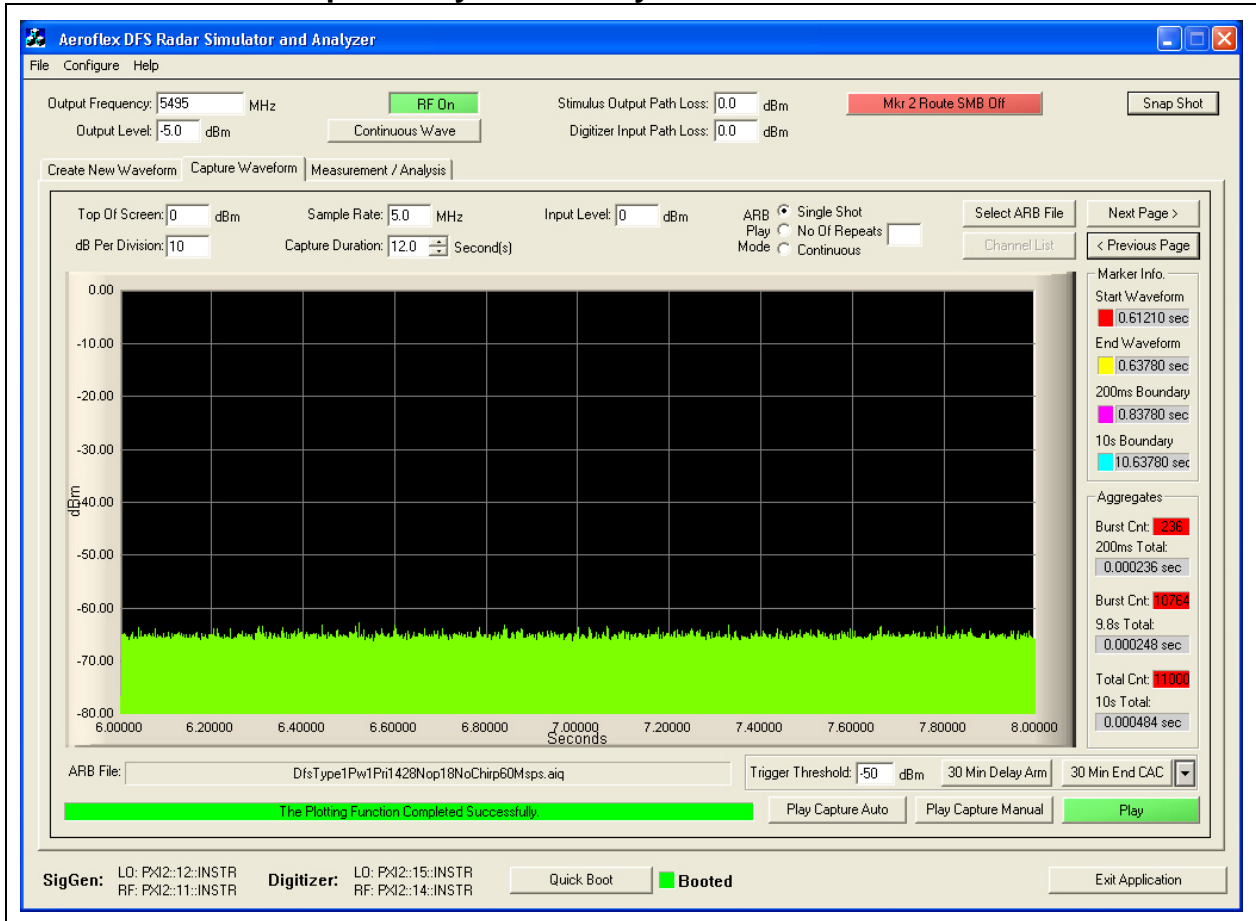 Aeroflex DFS Radar Simulator and Analyzer
File Configure Help
Output Frequency: 5495 MHz
RF On
Stimulus Output Path Loss: 0.0 dBm
Mkr 2 Route SMB Off
Snap Shot
Output Level: -5.0 dBm
Continuous Wave
Digitizer Input Path Loss: 0.0 dBm
Create New Waveform Capture Waveform Measurement / Analysis
Top Of Screen: 0 dBm
Sample Rate: 5.0 MHz
Input Level: 0 dBm
ARB Play Mode
Single Shot
No Of Repeats
Continuous
Select ARB File
Next Page >
dB Per Division: 10
Capture Duration: 12.0 Second(s)
Channel List
< Previous Page
0.00
-10.00
-20.00
-30.00
-40.00
-50.00
-60.00
-70.00
-80.00
dBm
6.00000 6.20000 6.40000 6.60000 6.80000 7.00000 7.20000 7.40000 7.60000 7.80000 8.00000
Seconds
Marker Info.
Start Waveform
0.61210 sec
End Waveform
0.63780 sec
200ms Boundary
0.83780 sec
10s Boundary
10.63780 sec
Aggregates
Burst Cnt: 236
200ms Total:
0.000236 sec
Burst Cnt: 10764
9.8s Total:
0.000248 sec
Total Cnt: 11000
10s Total:
0.000484 sec
ARB File: DfsType1Pw1Pri1428Nop18NoChirp60Msps.aiq
Trigger Threshold: -50 dBm
30 Min Delay Arm
30 Min End CAC
The Plotting Function Completed Successfully.
Play Capture Auto
Play Capture Manual
Play
SigGen: LO: PXI2::12::INSTR
RF: PXI2::11::INSTR
Digitizer: LO: PXI2::15::INSTR
RF: PXI2::14::INSTR
Quick Boot
Booted
Exit Application